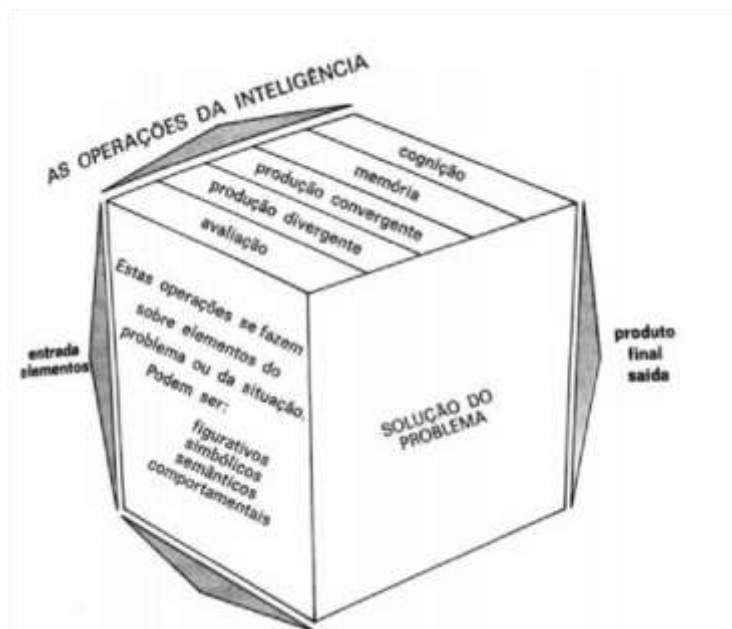 AS OPERAÇÕES DA INTELIGÊNCIA
cognição
memória
produção convergente
produção divergente
avaliação
Estas operações se fazem
sobre elementos do
problema ou da situação.
Podem ser:
figurativos
simbólicos
semânticos
comportamentais
entrada
elementos
SOLUÇÃO DO
PROBLEMA
produto
final
saída